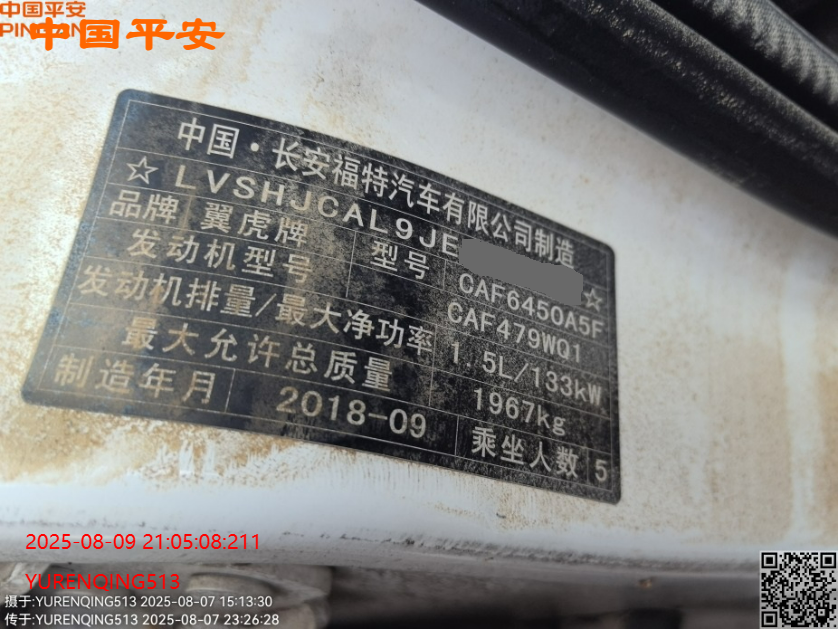 中国平安
PINGAN
中国平安
中国·长安福特汽车有限公司制造
☆LVSHJCAL9JE ☆
品牌 翼虎牌 型号 CAF6450A5F
发动机型号 CAF479WQ1
发动机排量/最大净功率 1.5L/133kW
最大允许总质量 1967kg
制造年月 2018-09 乘坐人数 5
2025-08-09 21:05:08:211
YURENQING513
摄于:YURENQING513 2025-08-07 15:13:30
传于:YURENQING513 2025-08-07 23:26:28